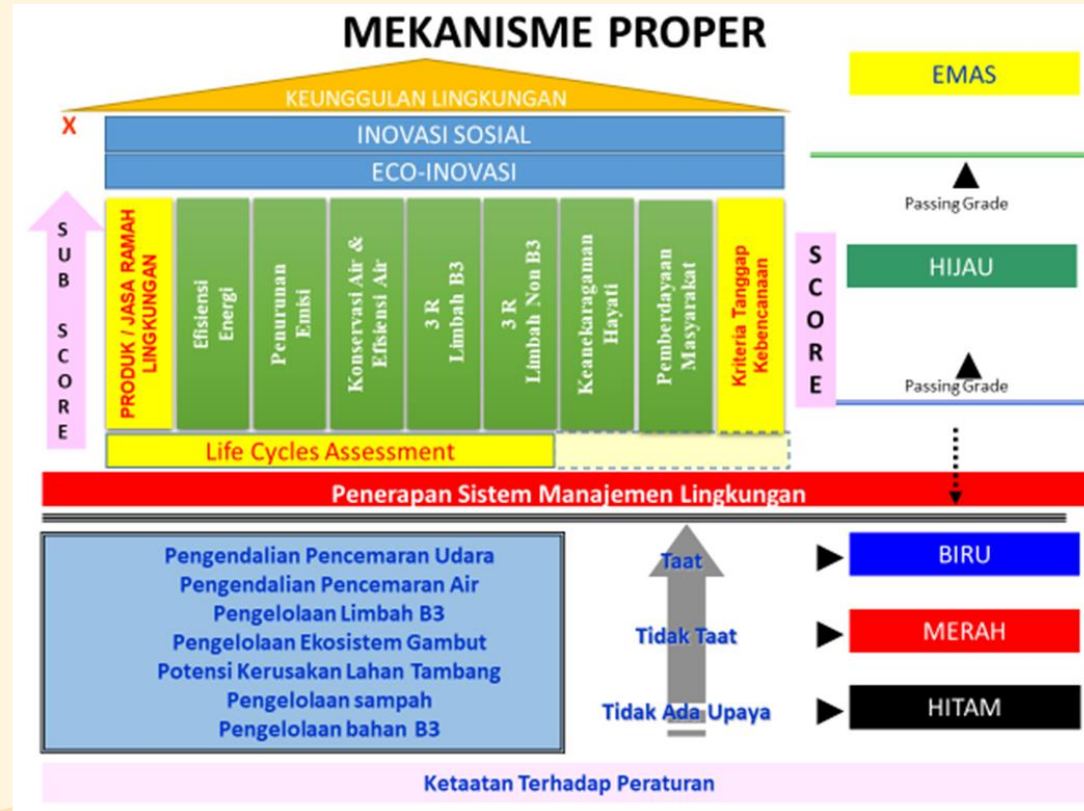 MEKANISME PROPER
KEUNGGULAN LINGKUNGAN
X
INOVASI SOSIAL
ECO-INOVASI
SUB SCORE
PRODUK / JASA RAMAH
LINGKUNGAN
Efisiensi
Energi
Penurunan
Emisi
Konservasi Air &
Efisiensi Air
3 R
Limbah B3
3 R
Limbah Non B3
Keanekaragaman
Hayati
Pemberdayaan
Masyarakat
Kriteria Tanggap
Kebencanaan
Life Cycles Assessment
SCORE
EMAS
Passing Grade
HIJAU
Passing Grade
Penerapan Sistem Manajemen Lingkungan
Pengendalian Pencemaran Udara
Pengendalian Pencemaran Air
Pengelolaan Limbah B3
Pengelolaan Ekosistem Gambut
Potensi Kerusakan Lahan Tambang
Pengelolaan sampah
Pengelolaan bahan B3
Taat
Tidak Taat
Tidak Ada Upaya
BIRU
MERAH
HITAM
Ketaatan Terhadap Peraturan